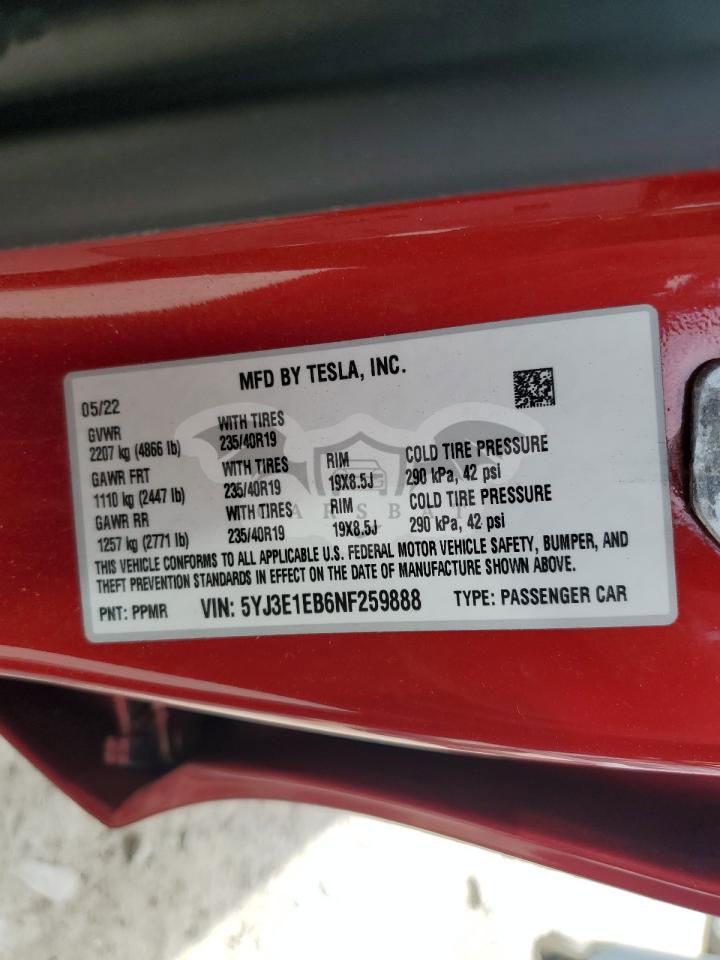 MFD BY TESLA, INC.
05/22
GVWR WITH TIRES
2207 kg (4866 lb) 235/40R19
GAWR FRT WITH TIRES RIM COLD TIRE PRESSURE
1110 kg (2447 lb) 235/40R19 19X8.5J 290 kPa, 42 psi
GAWR RR WITH TIRES RIM COLD TIRE PRESSURE
1257 kg (2771 lb) 235/40R19 19X8.5J 290 kPa, 42 psi
THIS VEHICLE CONFORMS TO ALL APPLICABLE U.S. FEDERAL MOTOR VEHICLE SAFETY, BUMPER, AND
THEFT PREVENTION STANDARDS IN EFFECT ON THE DATE OF MANUFACTURE SHOWN ABOVE.
PNT: PPMR VIN: 5YJ3E1EB6NF259888 TYPE: PASSENGER CAR